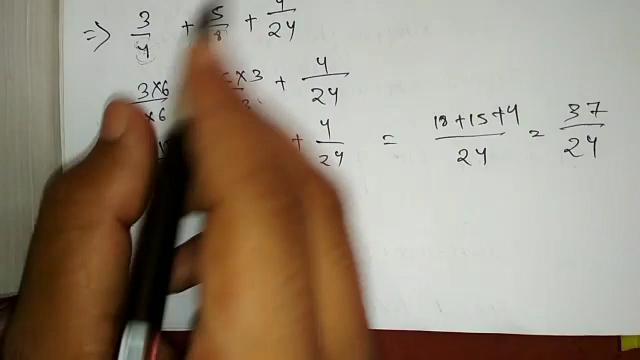 ⇒ 3/4 + 5/8 + 4/24
3×6/×6 ×3/3 + 4/24
+ 4/24 = 18+15+4/24 = 37/24